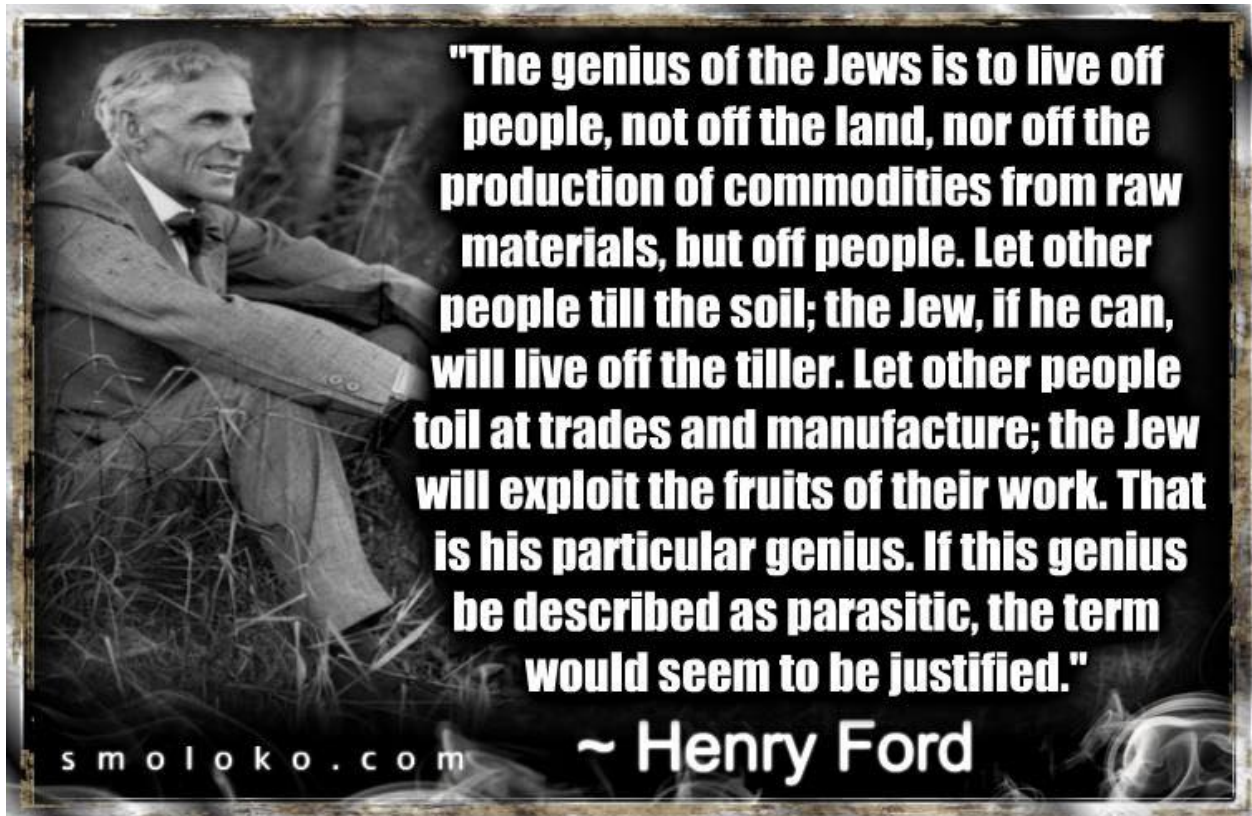 "The genius of the Jews is to live off
people, not off the land, nor off the
production of commodities from raw
materials, but off people. Let other
people till the soil; the Jew, if he can,
will live off the tiller. Let other people
toil at trades and manufacture; the Jew
will exploit the fruits of their work. That
is his particular genius. If this genius
be described as parasitic, the term
would seem to be justified."
~ Henry Ford
smoloko.com